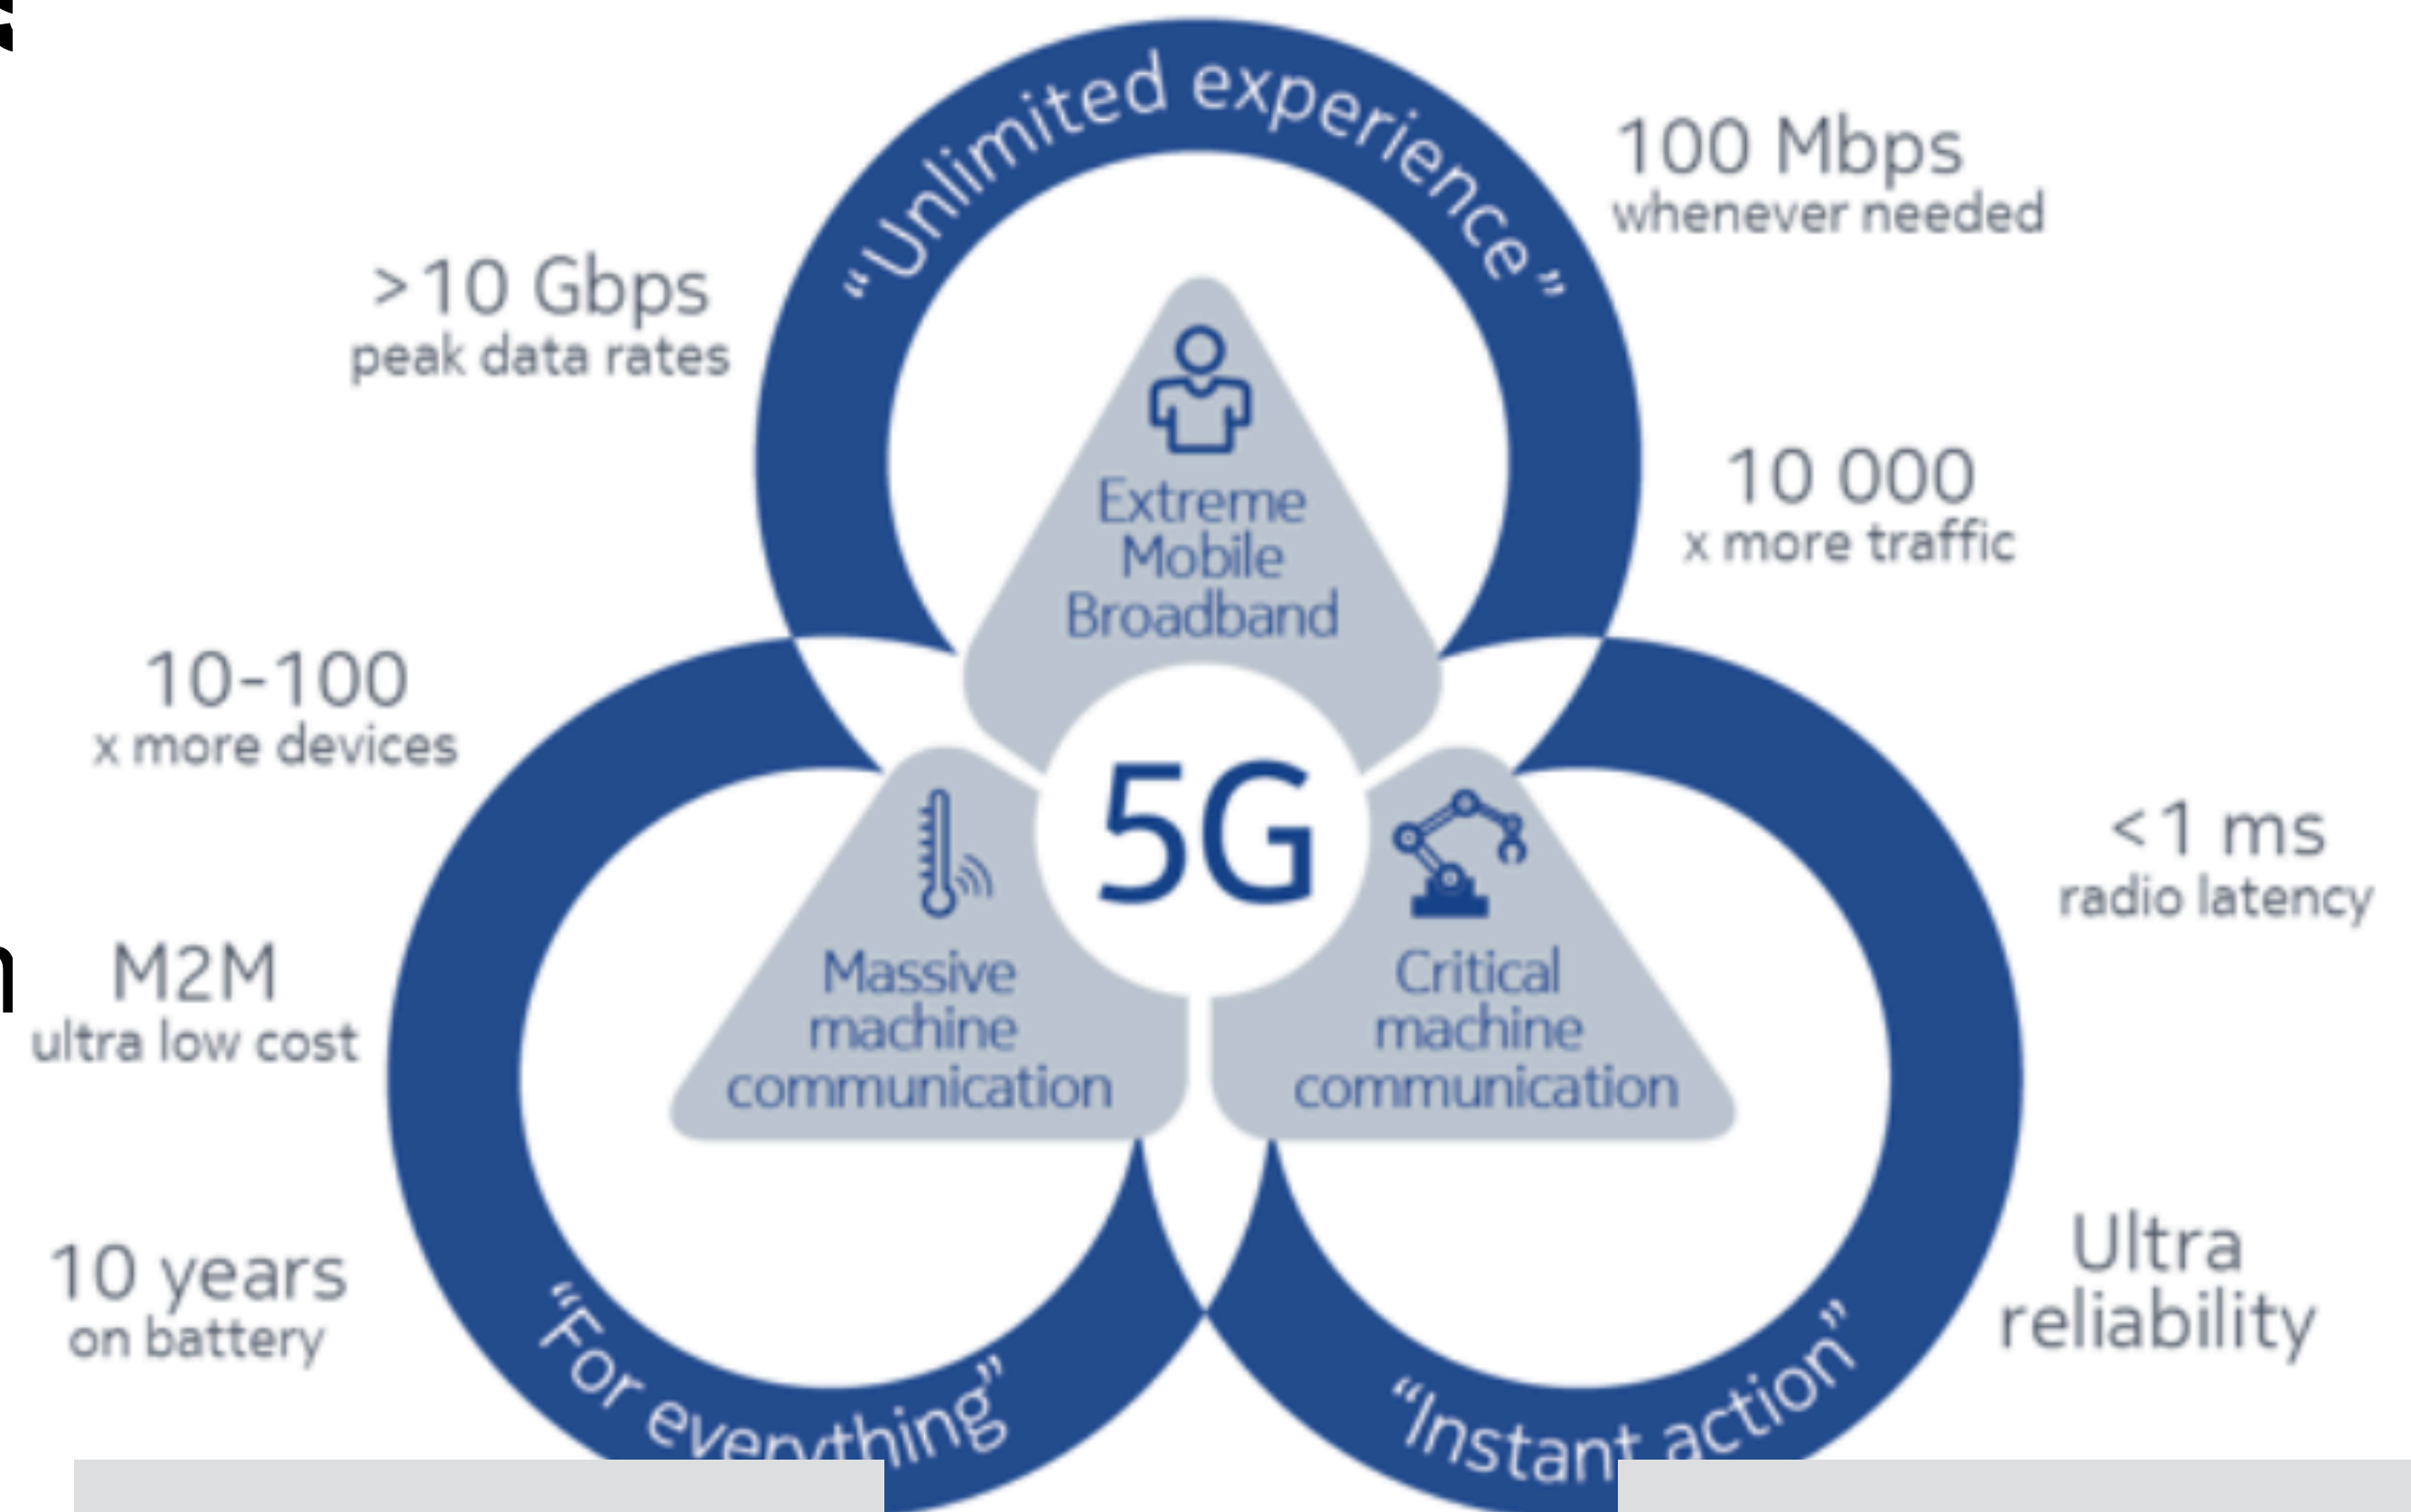 “Unlimited experience”
100 Mbps
whenever needed
>10 Gbps
peak data rates
10 000
x more traffic
Extreme
Mobile
Broadband
10-100
x more devices
5G
<1 ms
radio latency
M2M
ultra low cost
Massive
machine
communication
Critical
machine
communication
10 years
on battery
Ultra
reliability
“For everything”
“Instant action”